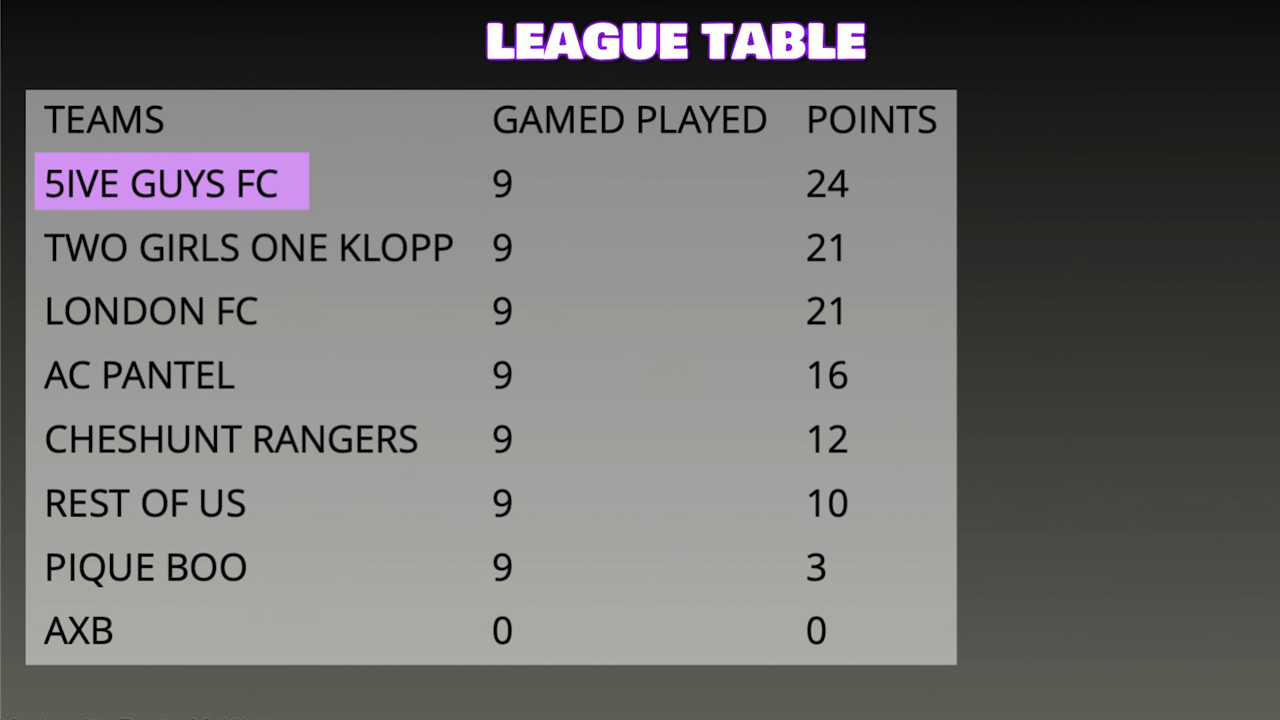 LEAGUE TABLE
TEAMS GAMED PLAYED POINTS
5IVE GUYS FC 9 24
TWO GIRLS ONE KLOPP 9 21
LONDON FC 9 21
AC PANTEL 9 16
CHESHUNT RANGERS 9 12
REST OF US 9 10
PIQUE BOO 9 3
AXB 0 0